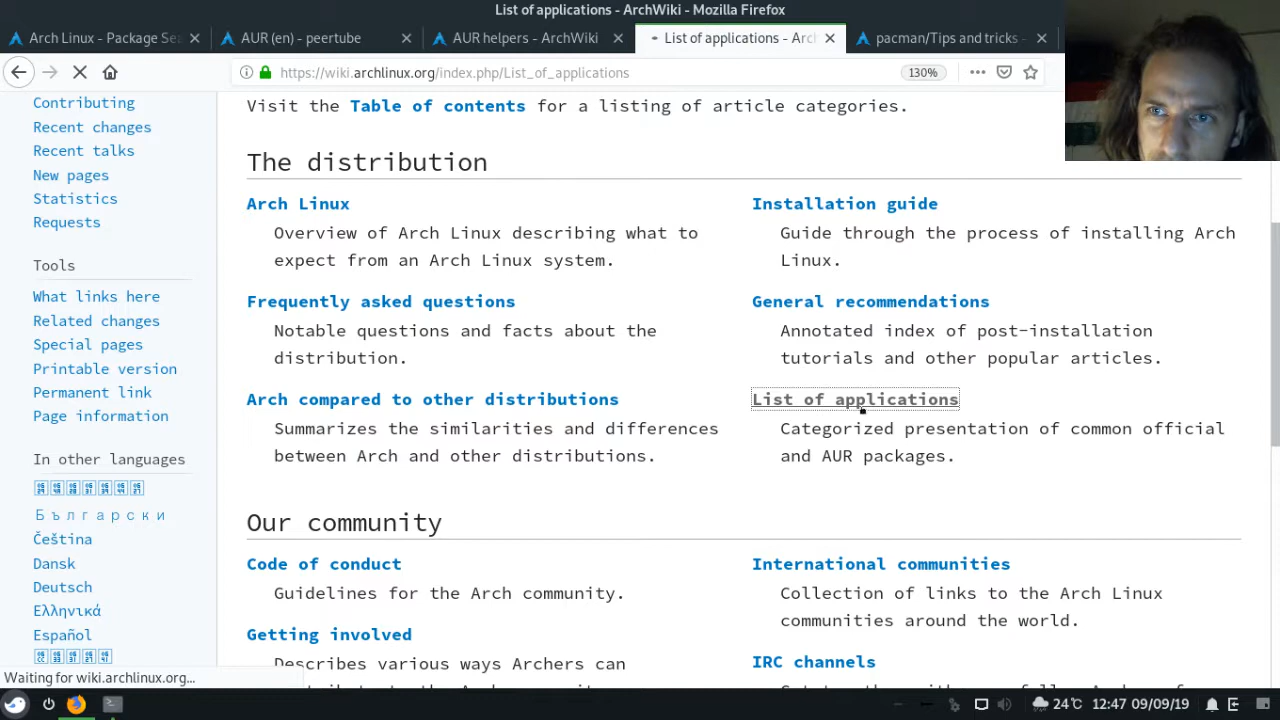 List of applications - ArchWiki - Mozilla Firefox
Arch Linux - Package Sea
AUR (en) - peertube
AUR helpers - ArchWiki
List of applications - Arch
pacman/Tips and tricks -
https://wiki.archlinux.org/index.php/List_of_applications
130%
Contributing
Recent changes
Recent talks
New pages
Statistics
Requests
Tools
What links here
Related changes
Special pages
Printable version
Permanent link
Page information
In other languages
Български
Čeština
Dansk
Deutsch
Ελληνικά
Español
Waiting for wiki.archlinux.org...
Visit the Table of contents for a listing of article categories.
The distribution
Arch Linux
Overview of Arch Linux describing what to
expect from an Arch Linux system.
Frequently asked questions
Notable questions and facts about the
distribution.
Arch compared to other distributions
Summarizes the similarities and differences
between Arch and other distributions.
Installation guide
Guide through the process of installing Arch
Linux.
General recommendations
Annotated index of post-installation
tutorials and other popular articles.
List of applications
Categorized presentation of common official
and AUR packages.
Our community
Code of conduct
Guidelines for the Arch community.
Getting involved
Describes various ways Archers can
International communities
Collection of links to the Arch Linux
communities around the world.
IRC channels
24℃
12:47
09/09/19